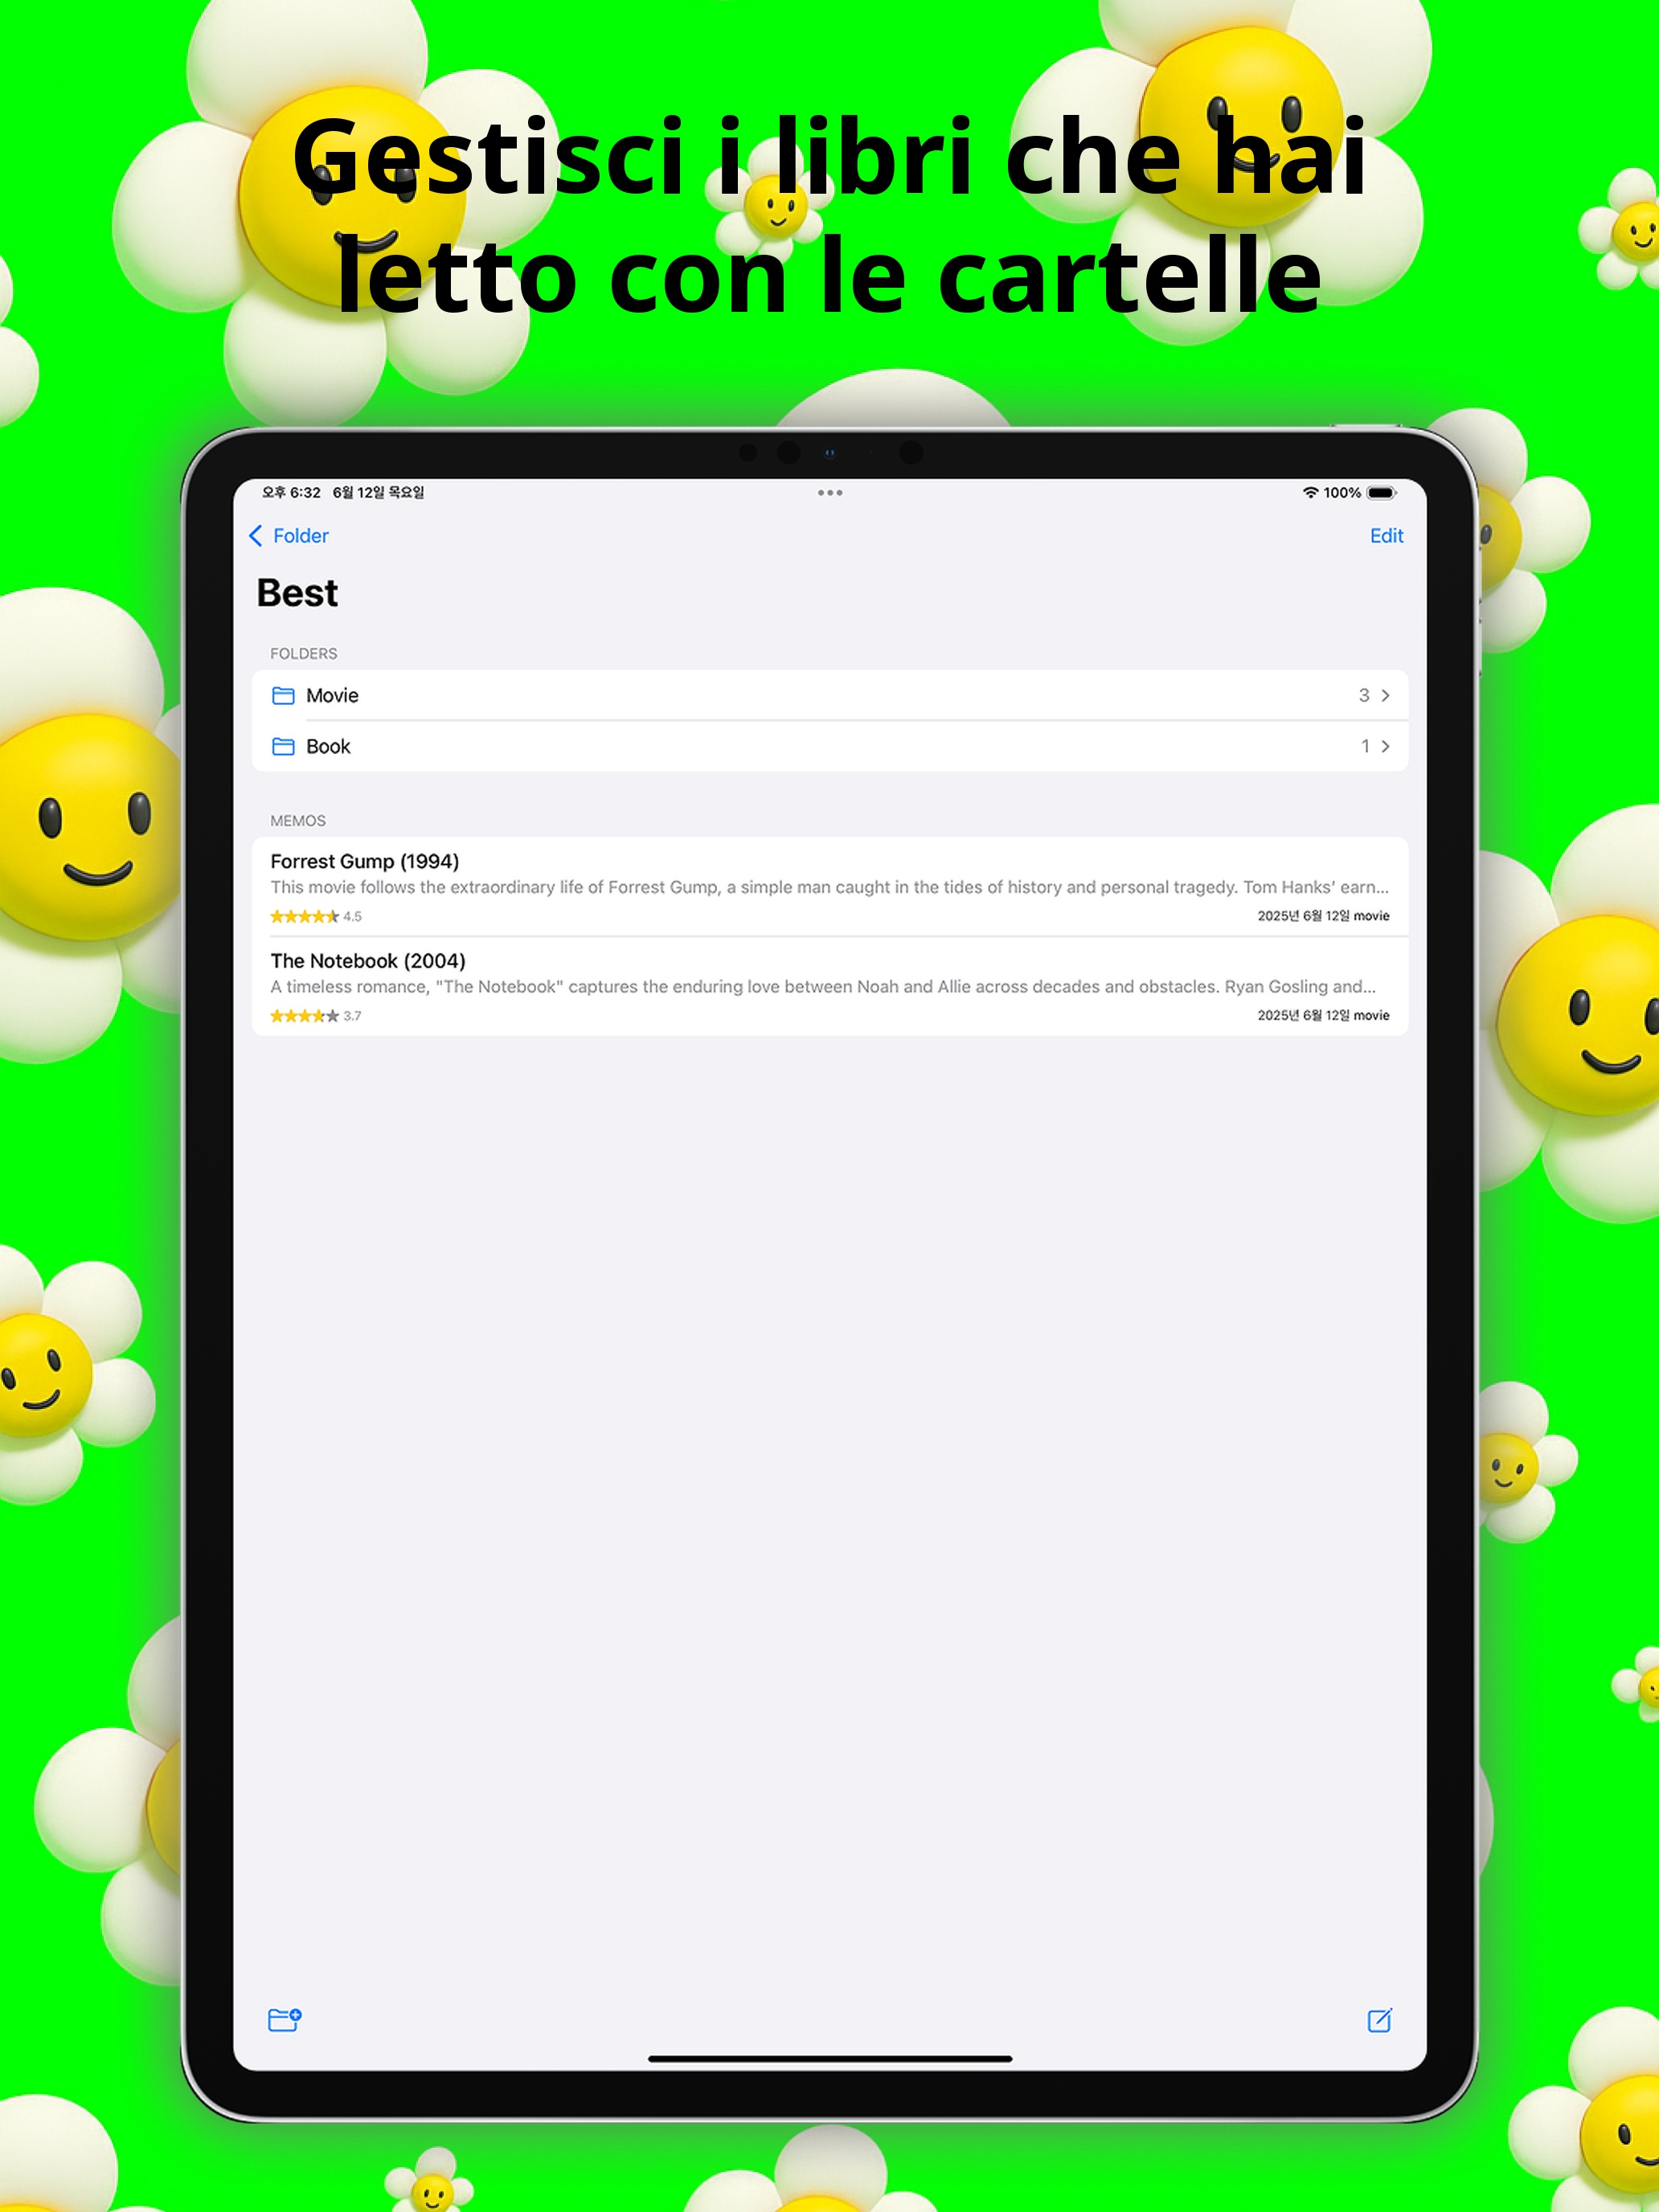 Gestisci i libri che hai
letto con le cartelle
오후 6:32 6월 12일 목요일
100%
Folder
Edit
Best
FOLDERS
Movie 3
Book 1
MEMOS
Forrest Gump (1994)
This movie follows the extraordinary life of Forrest Gump, a simple man caught in the tides of history and personal tragedy. Tom Hanks' earn...
4.5 2025년 6월 12일 movie
The Notebook (2004)
A timeless romance, "The Notebook" captures the enduring love between Noah and Allie across decades and obstacles. Ryan Gosling and...
3.7 2025년 6월 12일 movie